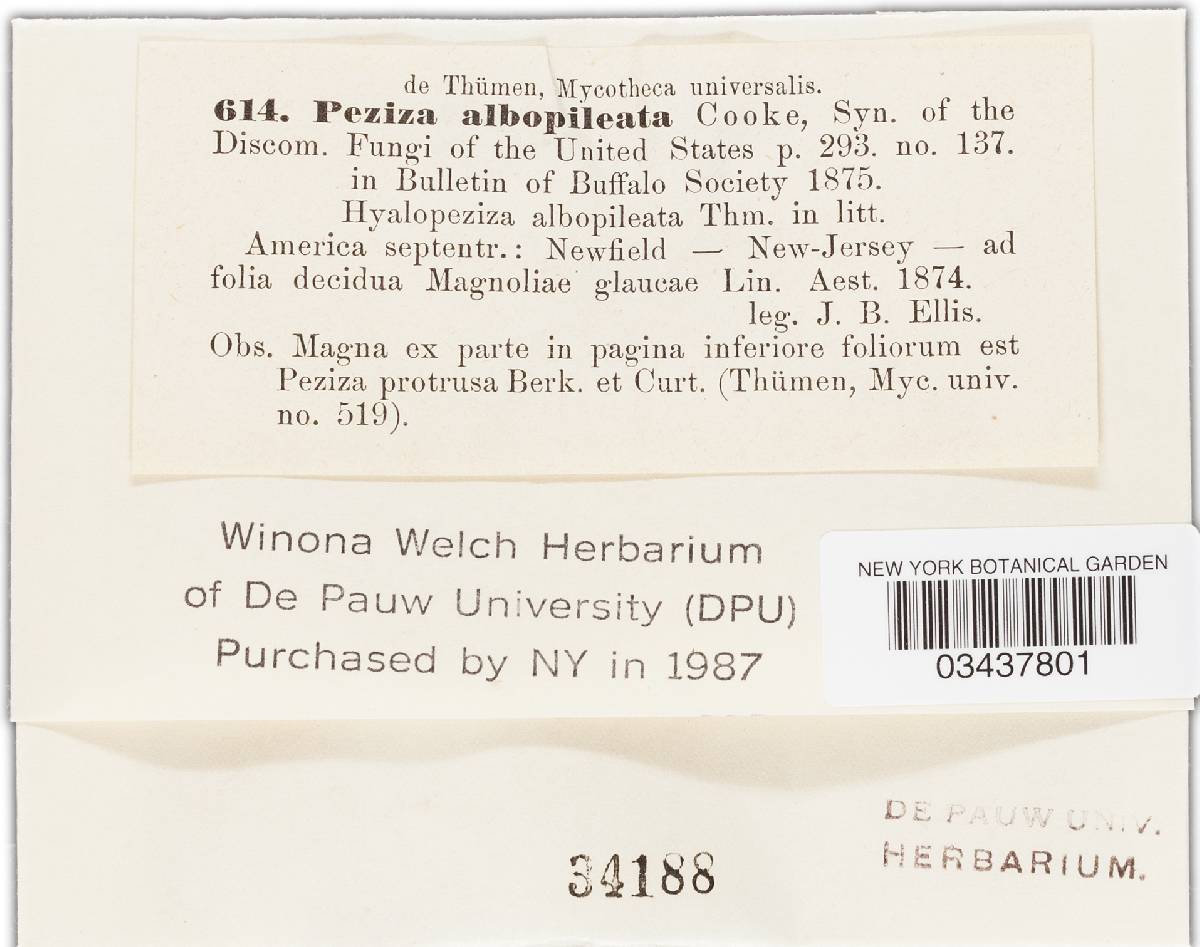 de Thümen, Mycotheca universalis.
614. Peziza albopileata Cooke, Syn. of the
Discom. Fungi of the United States p. 293. no. 137.
in Bulletin of Buffalo Society 1875.
Hyalopeziza albopileata Thm. in litt.
America septentr.: Newfield — New-Jersey — ad
folia decidua Magnoliae glaucae Lin. Aest. 1874.
leg. J. B. Ellis.
Obs. Magna ex parte in pagina inferiore foliorum est
Peziza protrusa Berk. et Curt. (Thümen, Myc. univ.
no. 519).
Winona Welch Herbarium
of De Pauw University (DPU)
Purchased by NY in 1987
NEW YORK BOTANICAL GARDEN
03437801
DE PAUW UNIV.
HERBARIUM.
34188